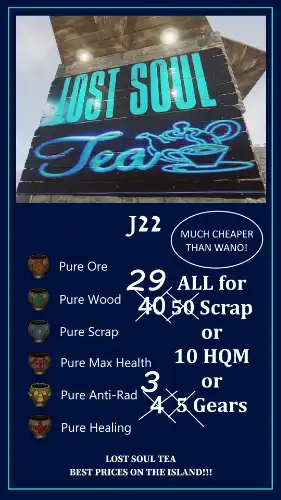 LOST SOUL
Tea
J22
MUCH CHEAPER
THAN WANO!
Pure Ore
Pure Wood
Pure Scrap
Pure Max Health
Pure Anti-Rad
Pure Healing
29 ALL for
40 50 Scrap
or
10 HQM
3 or
4 5 Gears
LOST SOUL TEA
BEST PRICES ON THE ISLAND!!!